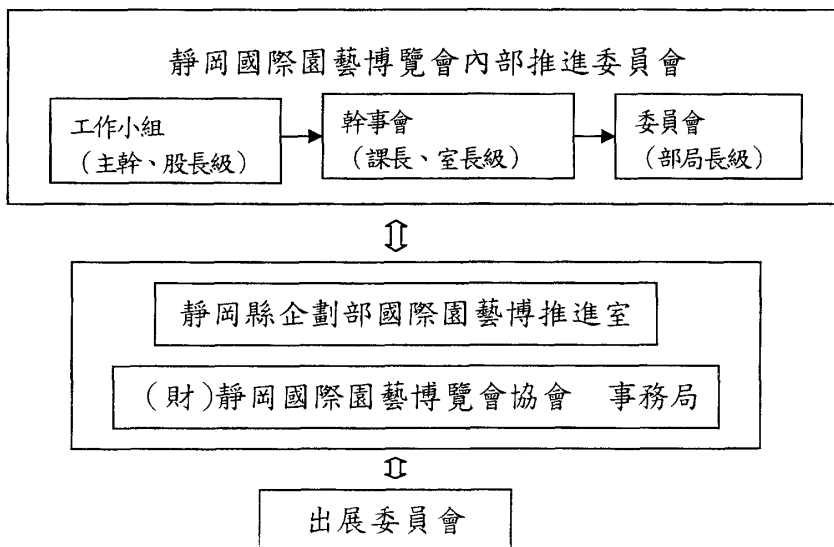 靜岡國際園藝博覽會內部推進委員會
工作小組
（主幹、股長級）
幹事會
（課長、室長級）
委員會
（部局長級）
靜岡縣企劃部國際園藝博推進室
（財）靜岡國際園藝博覽會協會　事務局
出展委員會